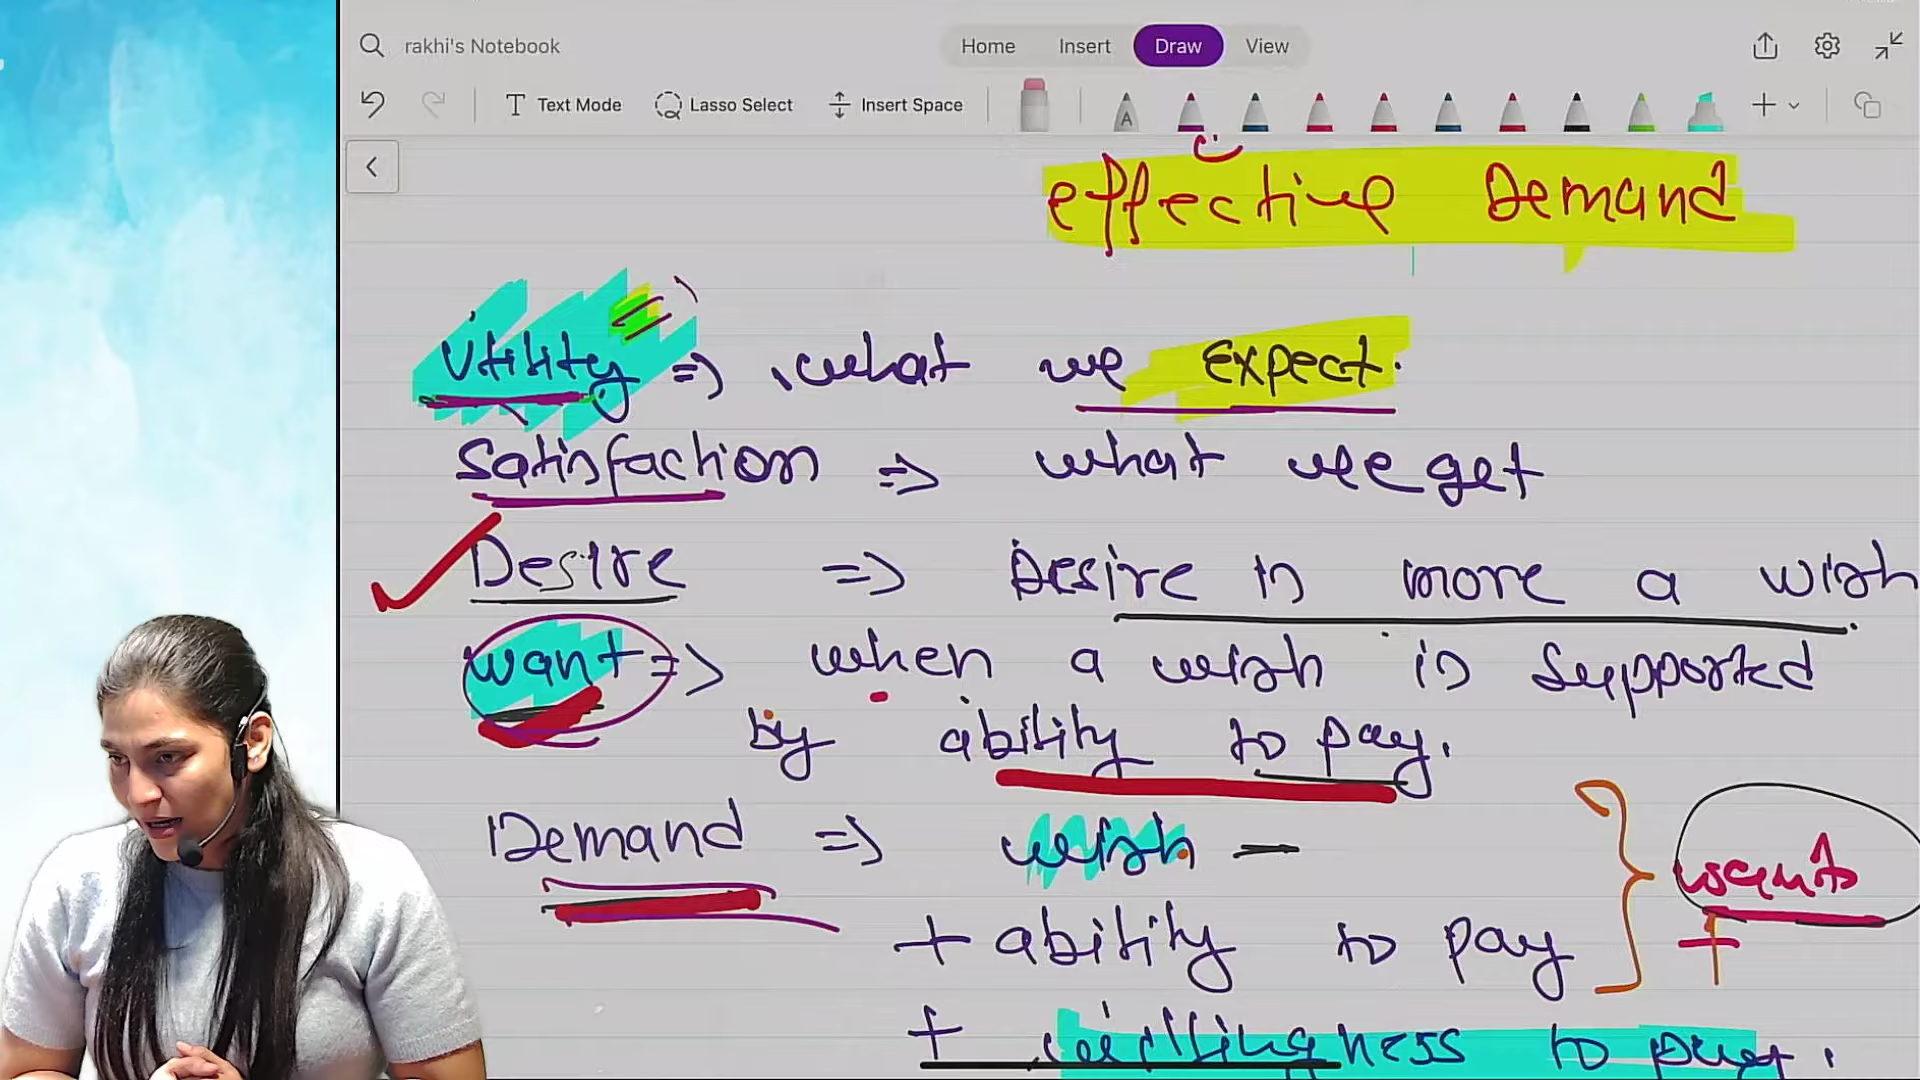 rakhi's Notebook Home Insert Draw View
Text Mode Lasso Select Insert Space A
effective Demand
Utility => what we expect.
Satisfaction => what we get
Desire => Desire is more a wish
want => when a wish is supported
by ability to pay.
Demand => wish -
+ ability to pay } wants
+
+ willingness to pay.